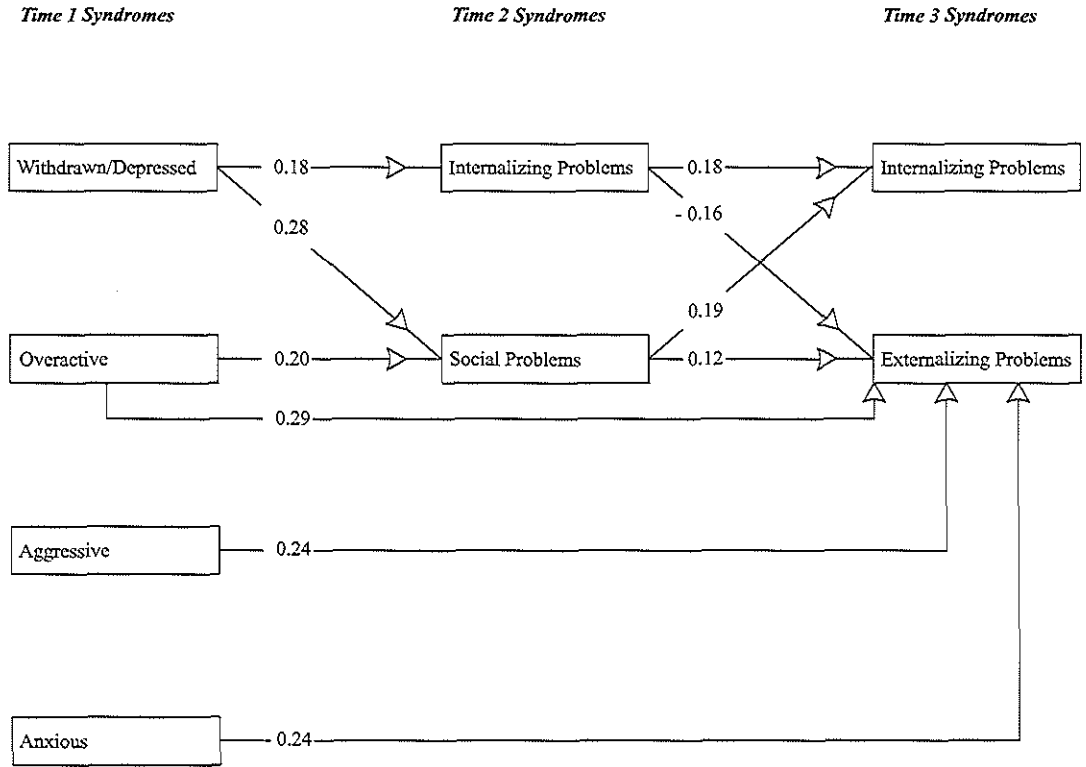 Time 1 Syndromes
Time 2 Syndromes
Time 3 Syndromes
Withdrawn/Depressed
0.18
Internalizing Problems
0.18
Internalizing Problems
0.28
- 0.16
0.19
Overactive
0.20
Social Problems
0.12
Externalizing Problems
0.29
Aggressive
0.24
Anxious
- 0.24